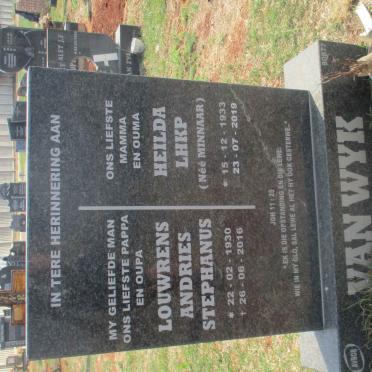 IN TERE HERINNERING AAN
MY GELIEFDE MAN
ONS LIEFSTE PAPPA
EN OUPA
LOUWRENS
ANDRIES
STEPHANUS
* 22 - 02 - 1930
+ 26 - 06 - 2016
ONS LIEFSTE
MAMMA
EN OUMA
HEILDA
LHKP
(Neé MINNAAR)
* 15 - 12 - 1933
+ 23 - 07 - 2019
JOH 11 : 25
"EK IS DIE OPSTANDING EN DIE LEWE;
WIE IN MY GLO, SAL LEWE AL HET HY OOK GESTERWE."
VAN WYK